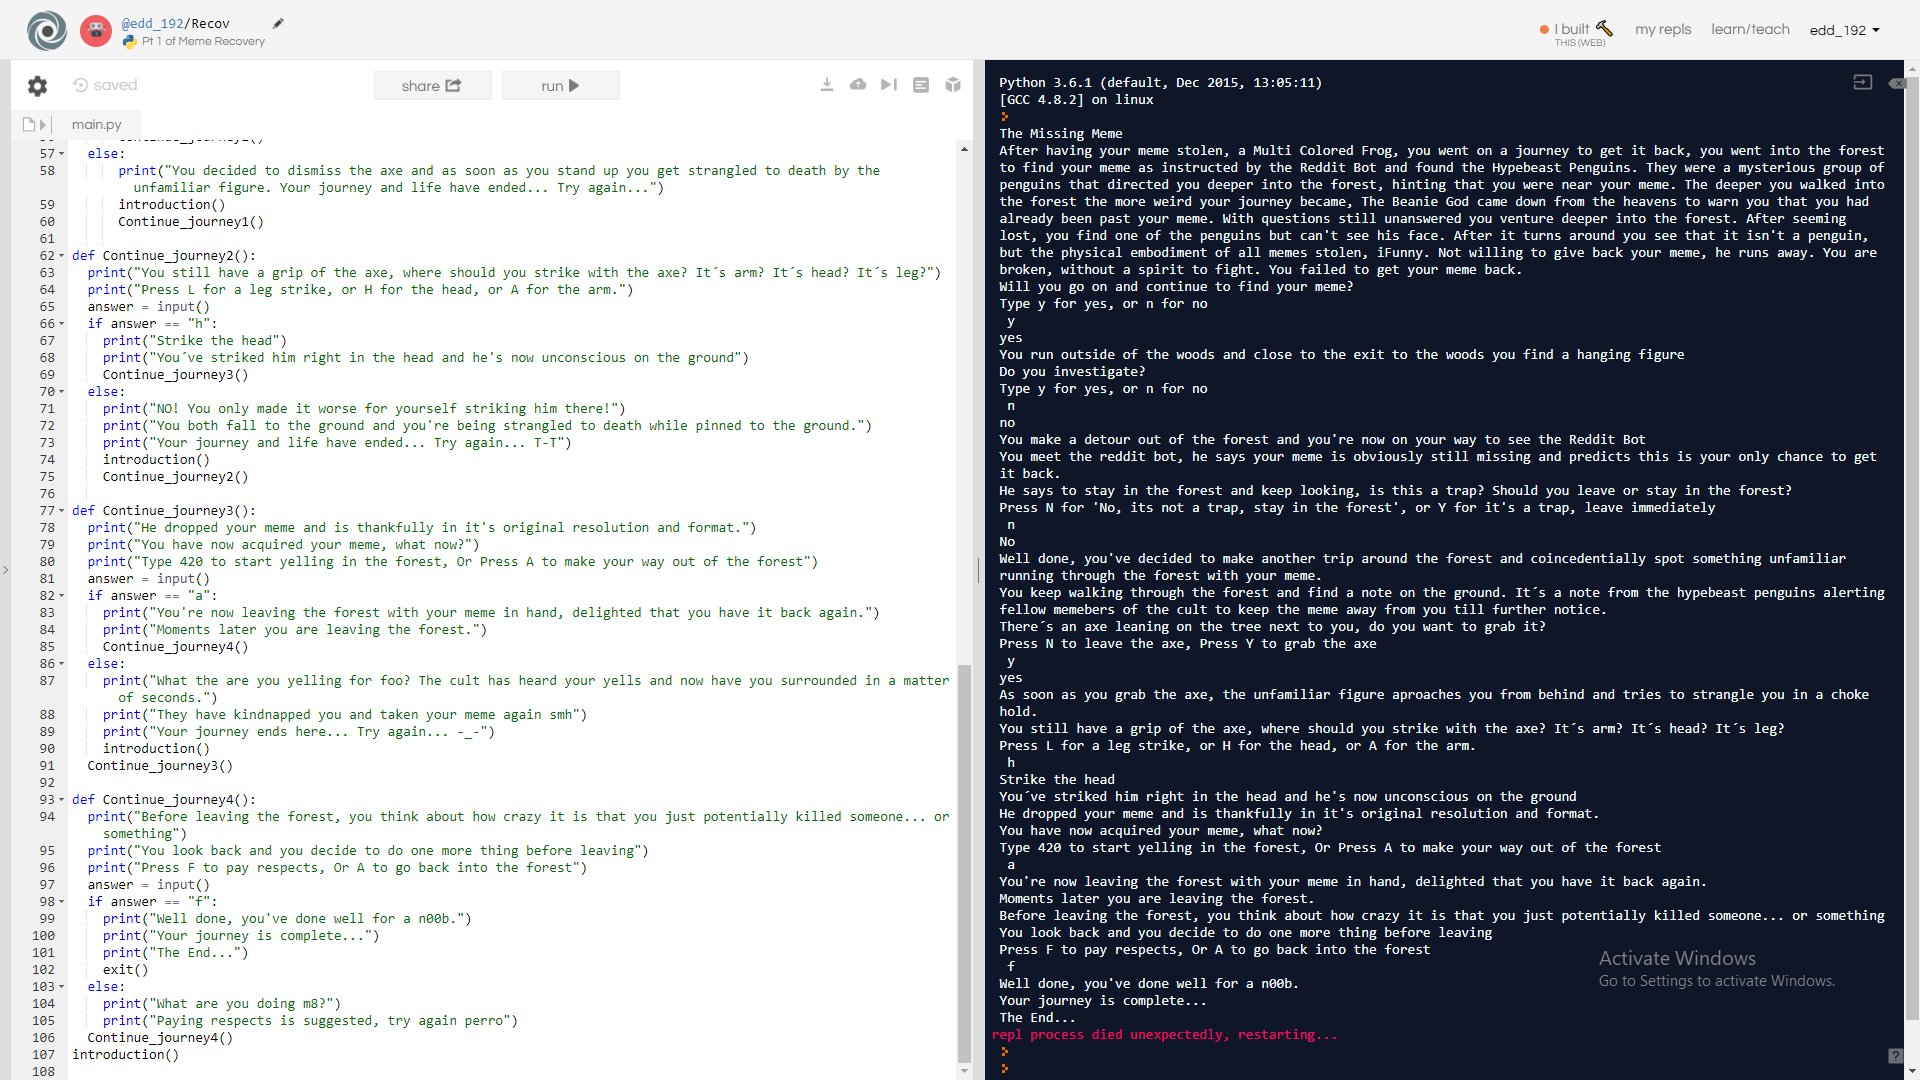 @edd_192/Recov
Pt 1 of Meme Recovery
I built
THIS (WEB)
my repls
learn/teach
edd_192
saved
share
run
main.py
57 else:
58 print("You decided to dismiss the axe and as soon as you stand up you get strangled to death by the
unfamiliar figure. Your journey and life have ended... Try again...")
59 introduction()
60 Continue_journey1()
61
62 def Continue_journey2():
63 print("You still have a grip of the axe, where should you strike with the axe? It´s arm? It´s head? It´s leg?")
64 print("Press L for a leg strike, or H for the head, or A for the arm.")
65 answer = input()
66 if answer == "h":
67 print("Strike the head")
68 print("You´ve striked him right in the head and he's now unconscious on the ground")
69 Continue_journey3()
70 else:
71 print("NO! You only made it worse for yourself striking him there!")
72 print("You both fall to the ground and you're being strangled to death while pinned to the ground.")
73 print("Your journey and life have ended... Try again... T-T")
74 introduction()
75 Continue_journey2()
76
77 def Continue_journey3():
78 print("He dropped your meme and is thankfully in it's original resolution and format.")
79 print("You have now acquired your meme, what now?")
80 print("Type 420 to start yelling in the forest, Or Press A to make your way out of the forest")
81 answer = input()
82 if answer == "a":
83 print("You're now leaving the forest with your meme in hand, delighted that you have it back again.")
84 print("Moments later you are leaving the forest.")
85 Continue_journey4()
86 else:
87 print("What the are you yelling for foo? The cult has heard your yells and now have you surrounded in a matter
of seconds.")
88 print("They have kindnapped you and taken your meme again smh")
89 print("Your journey ends here... Try again... -_-")
90 introduction()
91 Continue_journey3()
92
93 def Continue_journey4():
94 print("Before leaving the forest, you think about how crazy it is that you just potentially killed someone... or
something")
95 print("You look back and you decide to do one more thing before leaving")
96 print("Press F to pay respects, Or A to go back into the forest")
97 answer = input()
98 if answer == "f":
99 print("Well done, you've done well for a n00b.")
100 print("Your journey is complete...")
101 print("The End...")
102 exit()
103 else:
104 print("What are you doing m8?")
105 print("Paying respects is suggested, try again perro")
106 Continue_journey4()
107 introduction()
108
Python 3.6.1 (default, Dec 2015, 13:05:11)
[GCC 4.8.2] on linux
The Missing Meme
After having your meme stolen, a Multi Colored Frog, you went on a journey to get it back, you went into the forest
to find your meme as instructed by the Reddit Bot and found the Hypebeast Penguins. They were a mysterious group of
penguins that directed you deeper into the forest, hinting that you were near your meme. The deeper you walked into
the forest the more weird your journey became, The Beanie God came down from the heavens to warn you that you had
already been past your meme. With questions still unanswered you venture deeper into the forest. After seeming
lost, you find one of the penguins but can't see his face. After it turns around you see that it isn't a penguin,
but the physical embodiment of all memes stolen, iFunny. Not willing to give back your meme, he runs away. You are
broken, without a spirit to fight. You failed to get your meme back.
Will you go on and continue to find your meme?
Type y for yes, or n for no
y
yes
You run outside of the woods and close to the exit to the woods you find a hanging figure
Do you investigate?
Type y for yes, or n for no
n
no
You make a detour out of the forest and you're now on your way to see the Reddit Bot
You meet the reddit bot, he says your meme is obviously still missing and predicts this is your only chance to get
it back.
He says to stay in the forest and keep looking, is this a trap? Should you leave or stay in the forest?
Press N for 'No, its not a trap, stay in the forest', or Y for it's a trap, leave immediately
n
No
Well done, you've decided to make another trip around the forest and coincedentially spot something unfamiliar
running through the forest with your meme.
You keep walking through the forest and find a note on the ground. It´s a note from the hypebeast penguins alerting
fellow memebers of the cult to keep the meme away from you till further notice.
There´s an axe leaning on the tree next to you, do you want to grab it?
Press N to leave the axe, Press Y to grab the axe
y
yes
As soon as you grab the axe, the unfamiliar figure aproaches you from behind and tries to strangle you in a choke
hold.
You still have a grip of the axe, where should you strike with the axe? It´s arm? It´s head? It´s leg?
Press L for a leg strike, or H for the head, or A for the arm.
h
Strike the head
You´ve striked him right in the head and he's now unconscious on the ground
He dropped your meme and is thankfully in it's original resolution and format.
You have now acquired your meme, what now?
Type 420 to start yelling in the forest, Or Press A to make your way out of the forest
a
You're now leaving the forest with your meme in hand, delighted that you have it back again.
Moments later you are leaving the forest.
Before leaving the forest, you think about how crazy it is that you just potentially killed someone... or something
You look back and you decide to do one more thing before leaving
Press F to pay respects, Or A to go back into the forest
f
Well done, you've done well for a n00b.
Your journey is complete...
The End...
repl process died unexpectedly, restarting...
Activate Windows
Go to Settings to activate Windows.
?